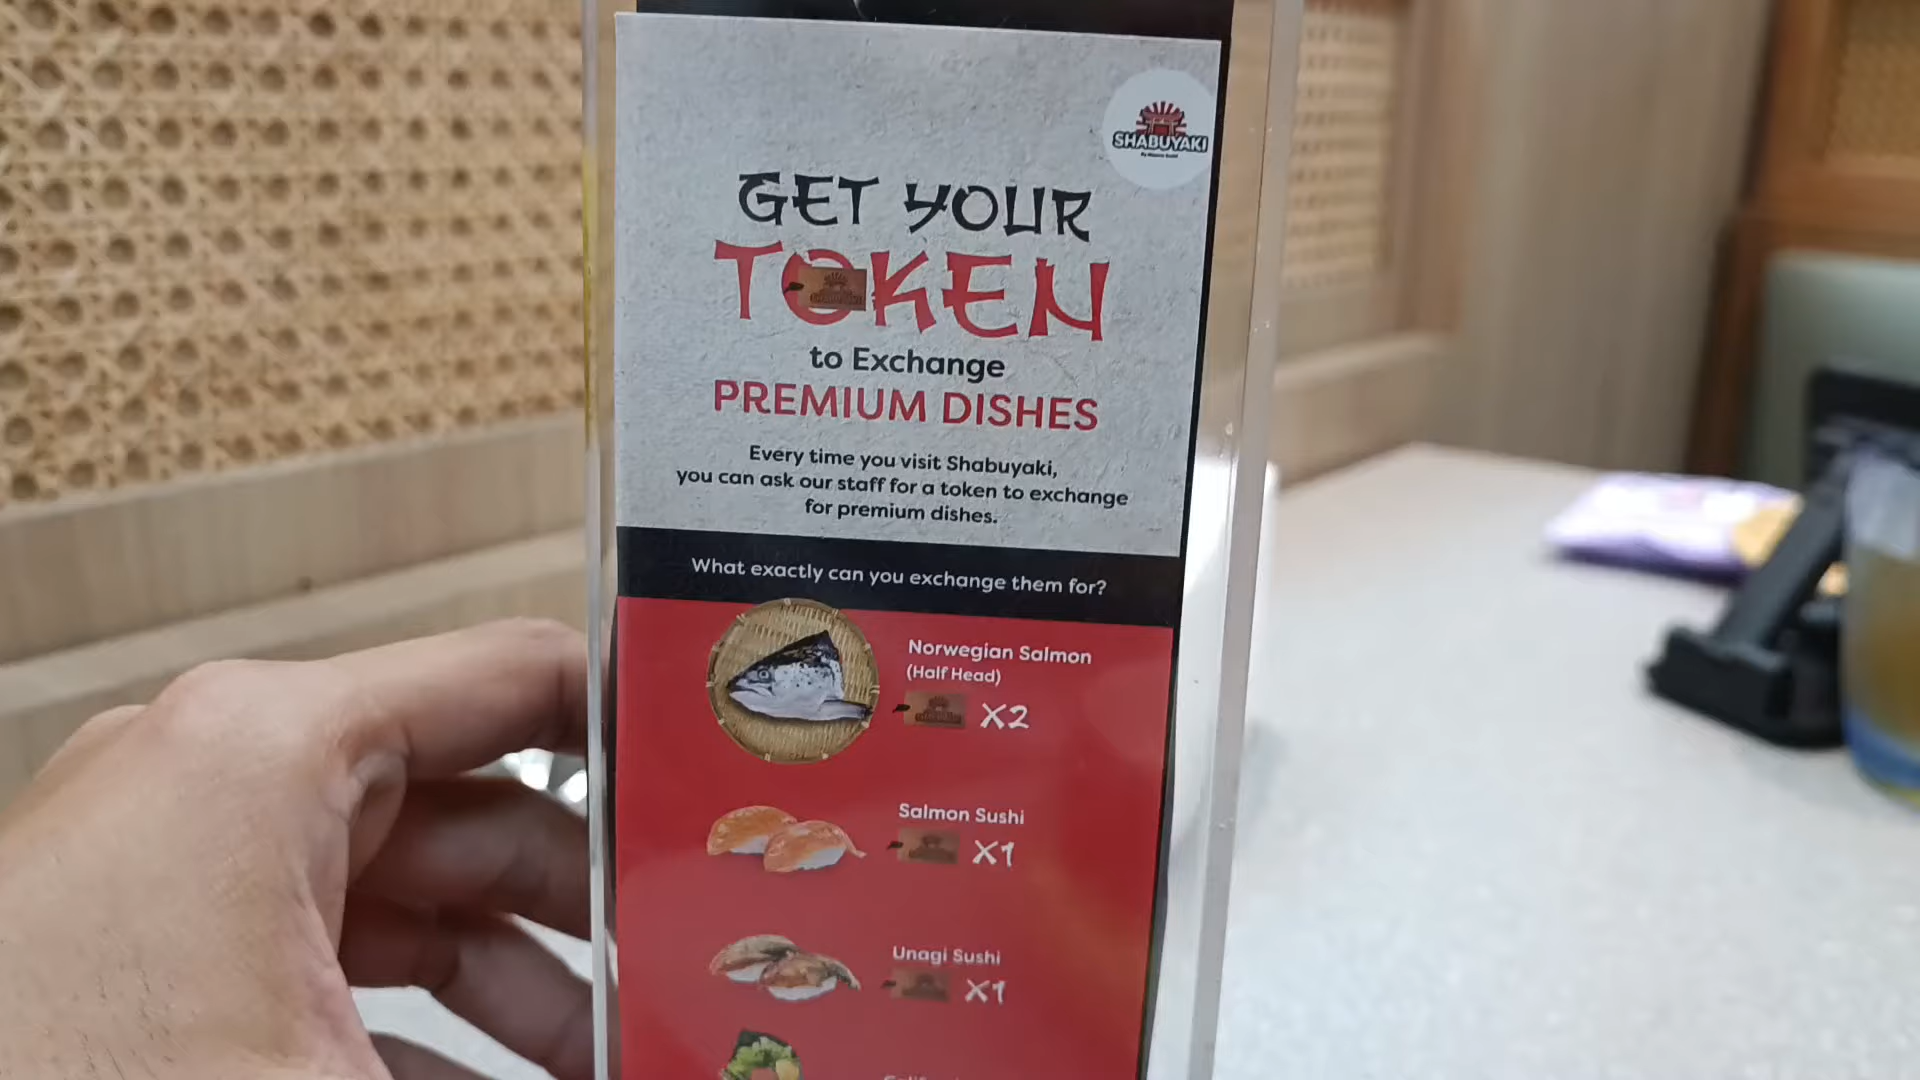 SHABUYAKI
GET YOUR
TOKEN
to Exchange
PREMIUM DISHES
Every time you visit Shabuyaki,
you can ask our staff for a token to exchange
for premium dishes.
What exactly can you exchange them for?
Norwegian Salmon
(Half Head)
X2
Salmon Sushi
X1
Unagi Sushi
X1